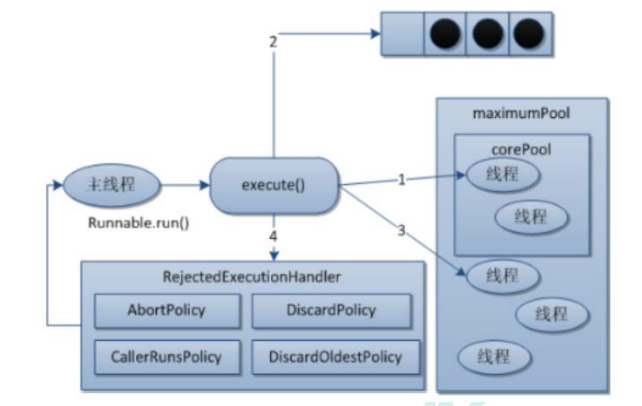 2
maximumPool
corePool
线程
线程
主线程
execute()
1
Runnable.run()
3
4
线程
RejectedExecutionHandler
AbortPolicy
DiscardPolicy
线程
CallerRunsPolicy
DiscardOldestPolicy
线程